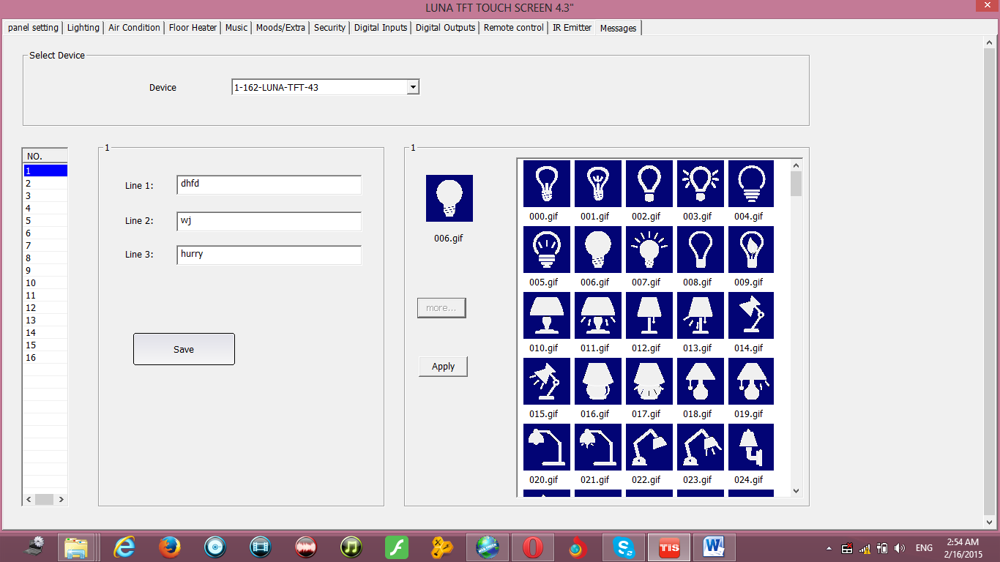 LUNA TFT TOUCH SCREEN 4.3"
panel setting Lighting Air Condition Floor Heater Music Moods/Extra Security Digital Inputs Digital Outputs Remote control IR Emitter Messages
Select Device
Device 1-162-LUNA-TFT-43
NO.
1
2
3
4
5
6
7
8
9
10
11
12
13
14
15
16
1
Line 1: dhfd
Line 2: wj
Line 3: hurry
Save
1
006.gif
more...
Apply
000.gif 001.gif 002.gif 003.gif 004.gif
005.gif 006.gif 007.gif 008.gif 009.gif
010.gif 011.gif 012.gif 013.gif 014.gif
015.gif 016.gif 017.gif 018.gif 019.gif
020.gif 021.gif 022.gif 023.gif 024.gif
TIS
ENG
2:54 AM
2/16/2015